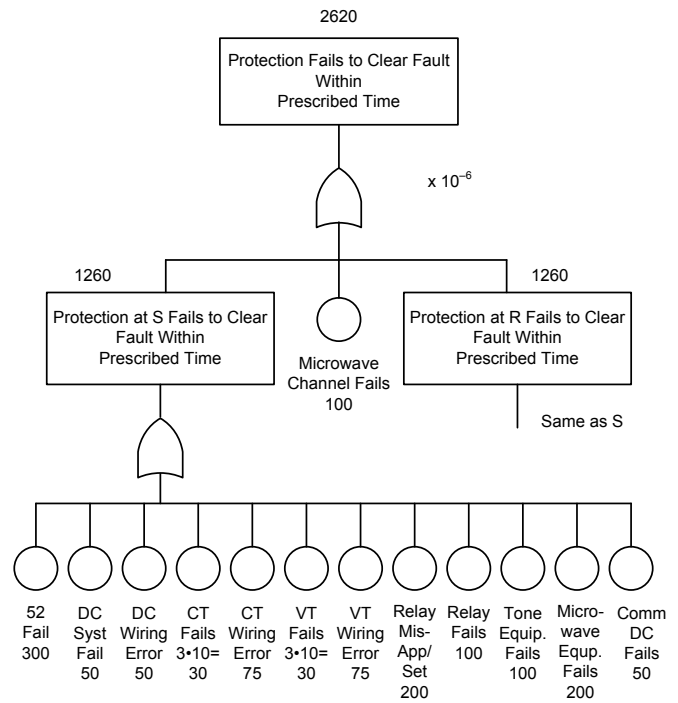 2620
Protection Fails to Clear Fault
Within
Prescribed Time
x 10⁻⁶
1260
Protection at S Fails to Clear
Fault Within
Prescribed Time
Microwave
Channel Fails
100
1260
Protection at R Fails to Clear
Fault Within
Prescribed Time
Same as S
52
Fail
300
DC
Syst
Fail
50
DC
Wiring
Error
50
CT
Fails
3•10=
30
CT
Wiring
Error
75
VT
Fails
3•10=
30
VT
Wiring
Error
75
Relay
Mis-
App/
Set
200
Relay
Fails
100
Tone
Equip.
Fails
100
Micro-
wave
Equp.
Fails
200
Comm
DC
Fails
50